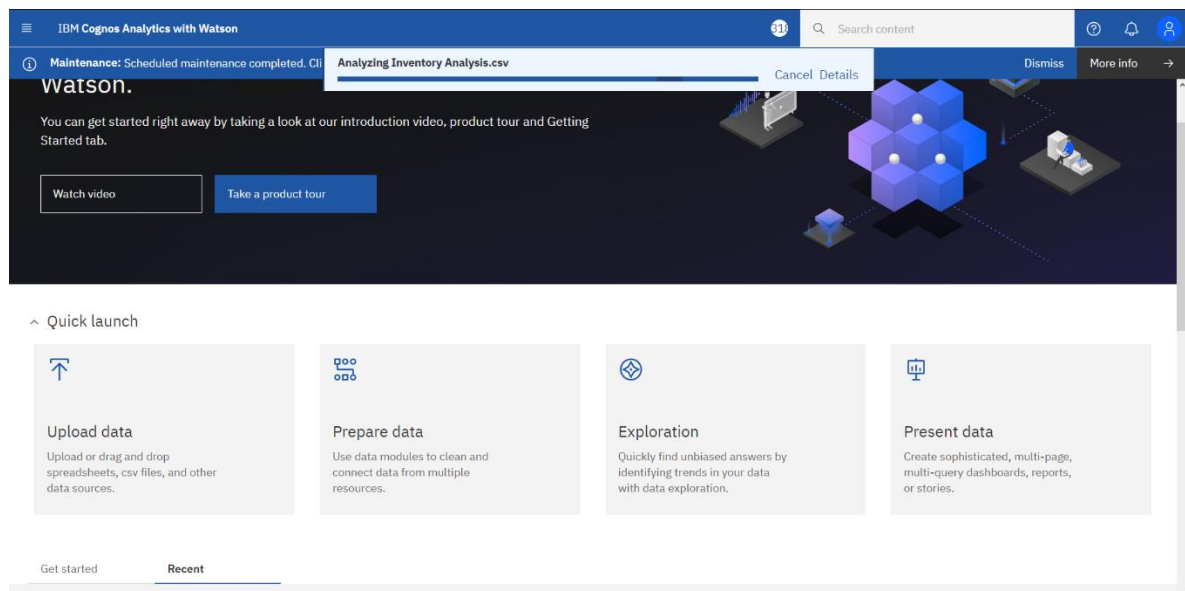 IBM Cognos Analytics with Watson
Search content
Maintenance: Scheduled maintenance completed. Cli
Analyzing Inventory Analysis.csv
Cancel Details
Dismiss
More info
Watson.
You can get started right away by taking a look at our introduction video, product tour and Getting
Started tab.
Watch video
Take a product tour
Quick launch
Upload data
Upload or drag and drop
spreadsheets, csv files, and other
data sources.
Prepare data
Use data modules to clean and
connect data from multiple
resources.
Exploration
Quickly find unbiased answers by
identifying trends in your data
with data exploration.
Present data
Create sophisticated, multi-page,
multi-query dashboards, reports,
or stories.
Get started
Recent